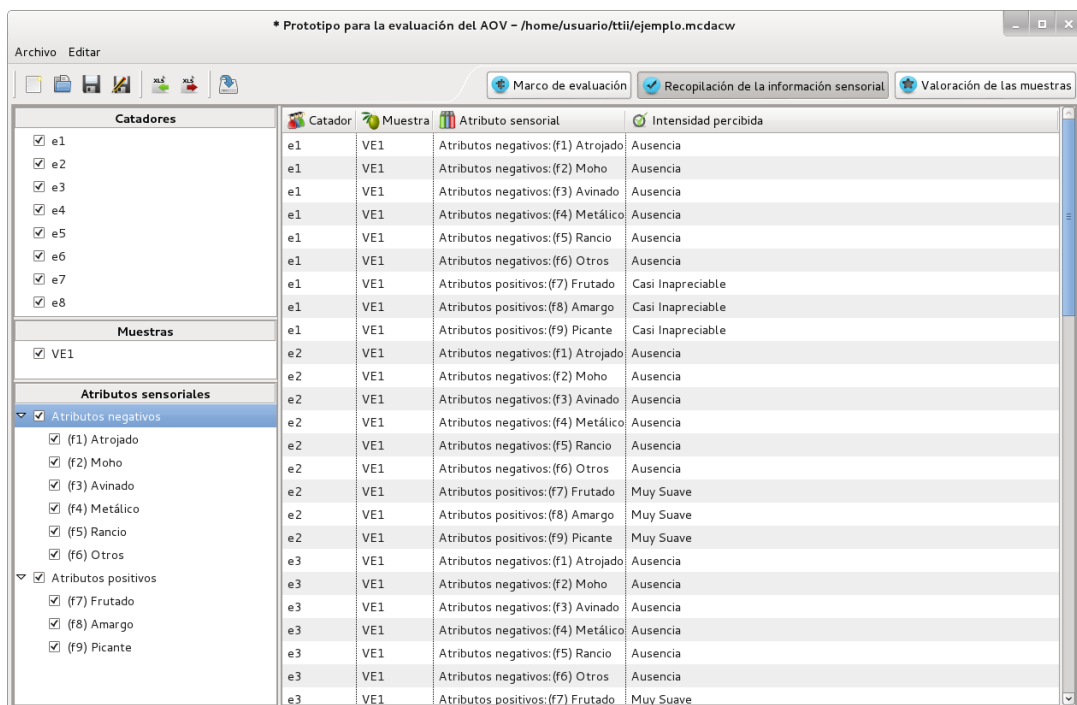 * Prototipo para la evaluación del AOV – /home/usuario/ttii/ejemplo.mcdacw
Archivo Editar
XLS XLS Marco de evaluación Recopilación de la información sensorial Valoración de las muestras
Catadores
e1
e2
e3
e4
e5
e6
e7
e8
Muestras
VE1
Atributos sensoriales
Atributos negativos
(f1) Atrojado
(f2) Moho
(f3) Avinado
(f4) Metálico
(f5) Rancio
(f6) Otros
Atributos positivos
(f7) Frutado
(f8) Amargo
(f9) Picante
Catador Muestra Atributo sensorial Intensidad percibida
e1 VE1 Atributos negativos:(f1) Atrojado Ausencia
e1 VE1 Atributos negativos:(f2) Moho Ausencia
e1 VE1 Atributos negativos:(f3) Avinado Ausencia
e1 VE1 Atributos negativos:(f4) Metálico Ausencia
e1 VE1 Atributos negativos:(f5) Rancio Ausencia
e1 VE1 Atributos negativos:(f6) Otros Ausencia
e1 VE1 Atributos positivos:(f7) Frutado Casi Inapreciable
e1 VE1 Atributos positivos:(f8) Amargo Casi Inapreciable
e1 VE1 Atributos positivos:(f9) Picante Casi Inapreciable
e2 VE1 Atributos negativos:(f1) Atrojado Ausencia
e2 VE1 Atributos negativos:(f2) Moho Ausencia
e2 VE1 Atributos negativos:(f3) Avinado Ausencia
e2 VE1 Atributos negativos:(f4) Metálico Ausencia
e2 VE1 Atributos negativos:(f5) Rancio Ausencia
e2 VE1 Atributos negativos:(f6) Otros Ausencia
e2 VE1 Atributos positivos:(f7) Frutado Muy Suave
e2 VE1 Atributos positivos:(f8) Amargo Muy Suave
e2 VE1 Atributos positivos:(f9) Picante Muy Suave
e3 VE1 Atributos negativos:(f1) Atrojado Ausencia
e3 VE1 Atributos negativos:(f2) Moho Ausencia
e3 VE1 Atributos negativos:(f3) Avinado Ausencia
e3 VE1 Atributos negativos:(f4) Metálico Ausencia
e3 VE1 Atributos negativos:(f5) Rancio Ausencia
e3 VE1 Atributos negativos:(f6) Otros Ausencia
e3 VE1 Atributos positivos:(f7) Frutado Muy Suave